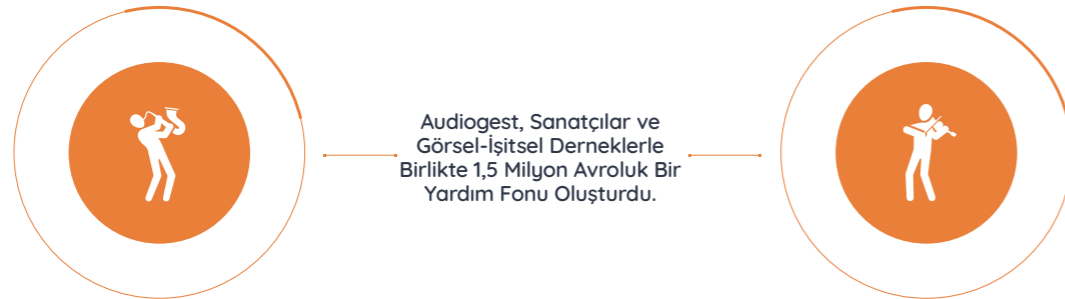 Audiogest, Sanatçılar ve
Görsel-İşitsel Derneklerle
Birlikte 1,5 Milyon Avroluk Bir
Yardım Fonu Oluşturdu.